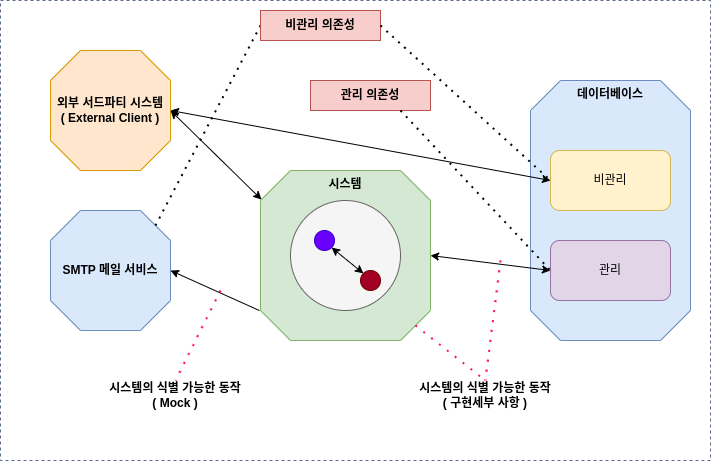 비관리 의존성
관리 의존성
외부 서드파티 시스템
( External Client )
데이터베이스
비관리
시스템
관리
SMTP 메일 서비스
시스템의 식별 가능한 동작
( Mock )
시스템의 식별 가능한 동작
( 구현세부 사항 )